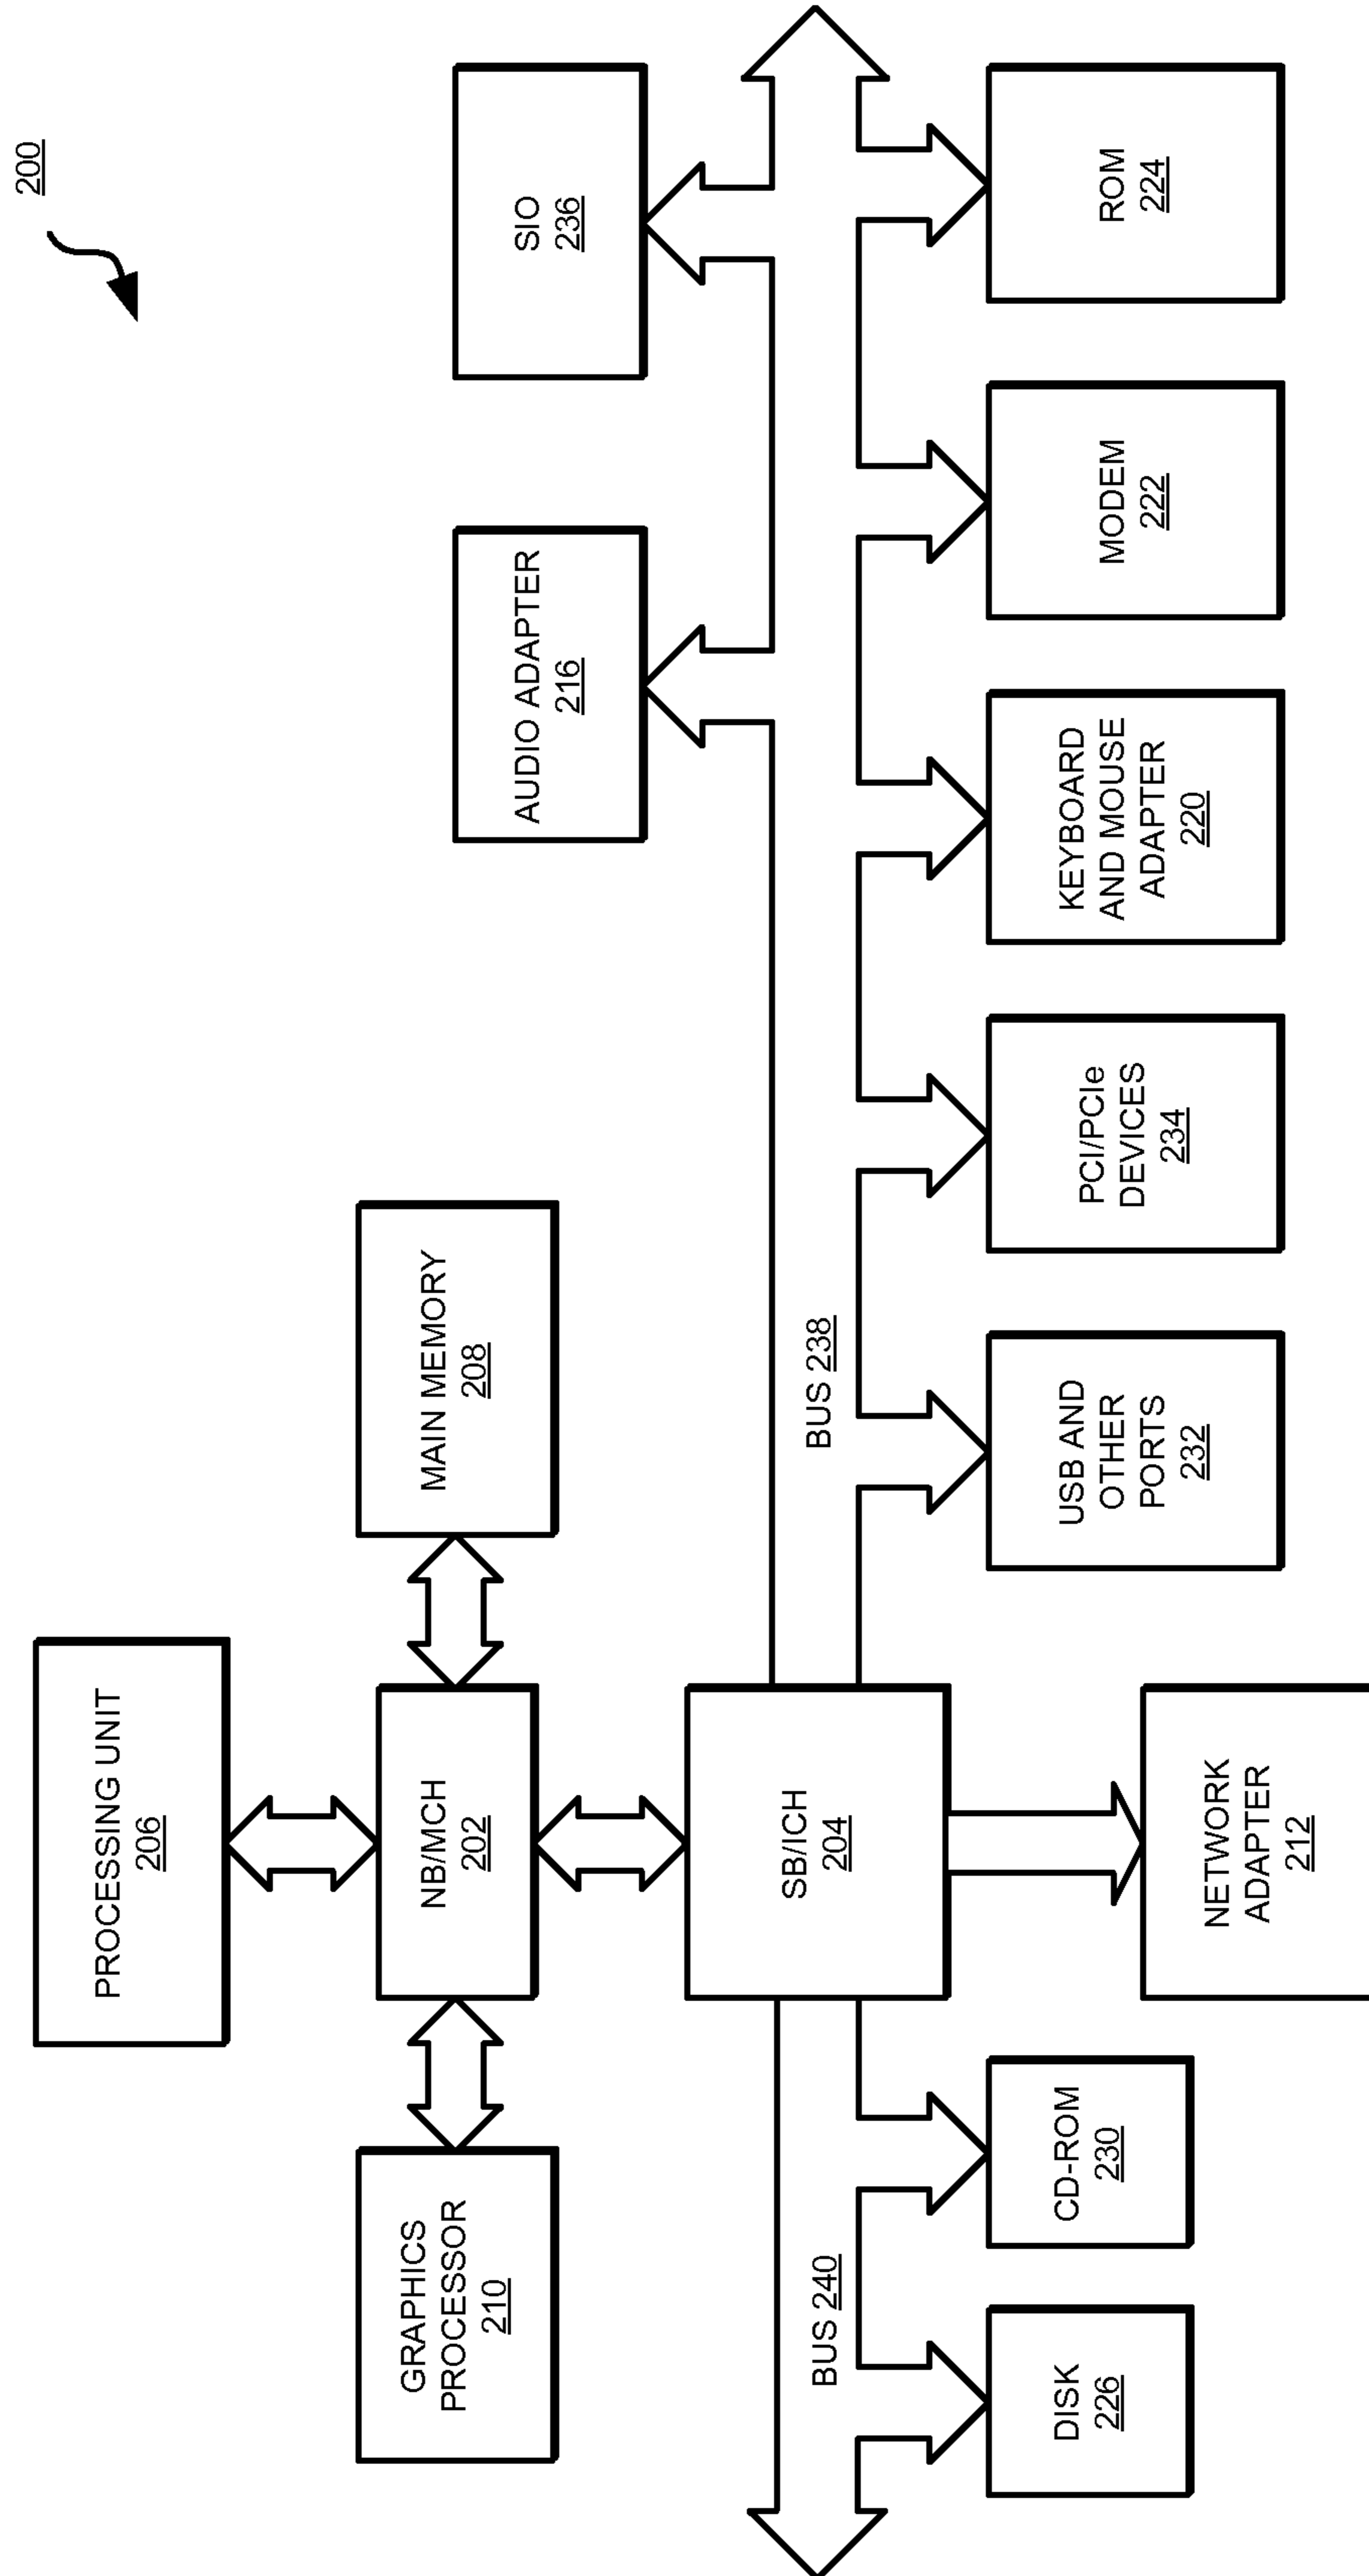 200
PROCESSING UNIT
206
GRAPHICS
PROCESSOR
210
NB/MCH
202
MAIN MEMORY
208
AUDIO ADAPTER
216
SIO
236
SB/ICH
204
BUS 240
BUS 238
DISK
226
CD-ROM
230
NETWORK
ADAPTER
212
USB AND
OTHER
PORTS
232
PCI/PCIe
DEVICES
234
KEYBOARD
AND MOUSE
ADAPTER
220
MODEM
222
ROM
224